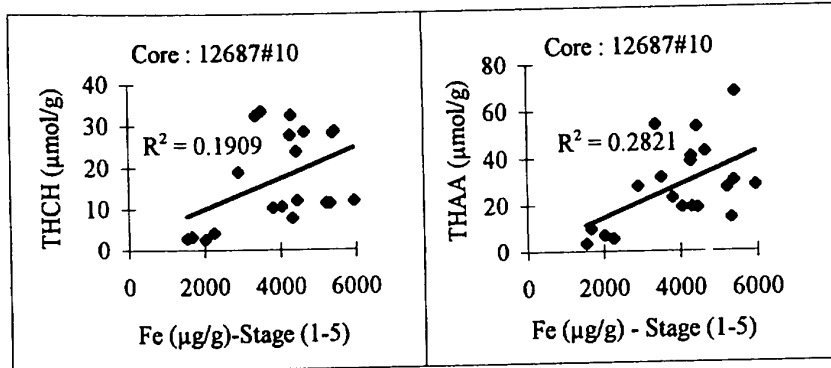 Core : 12687#10
THCH (μmol/g)
40
30
20
10
0
R² = 0.1909
0 2000 4000 6000
Fe (μg/g)-Stage (1-5)
Core : 12687#10
THAA (μmol/g)
80
60
40
20
0
R² = 0.2821
0 2000 4000 6000
Fe (μg/g) - Stage (1-5)